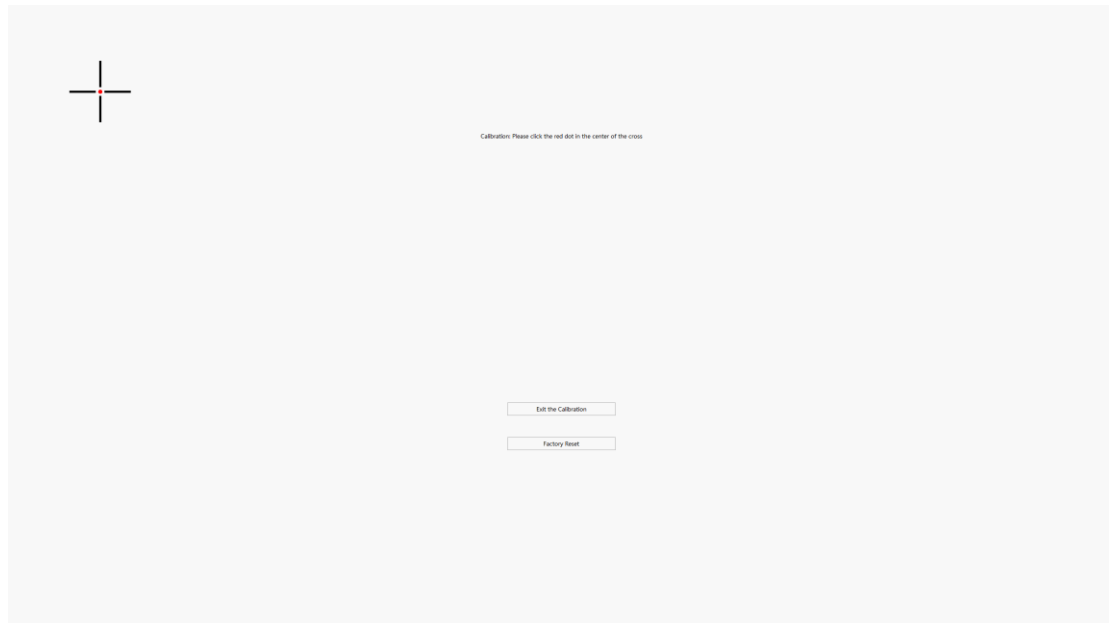 Calibration: Please click the red dot in the center of the cross
Exit the Calibration
Factory Reset